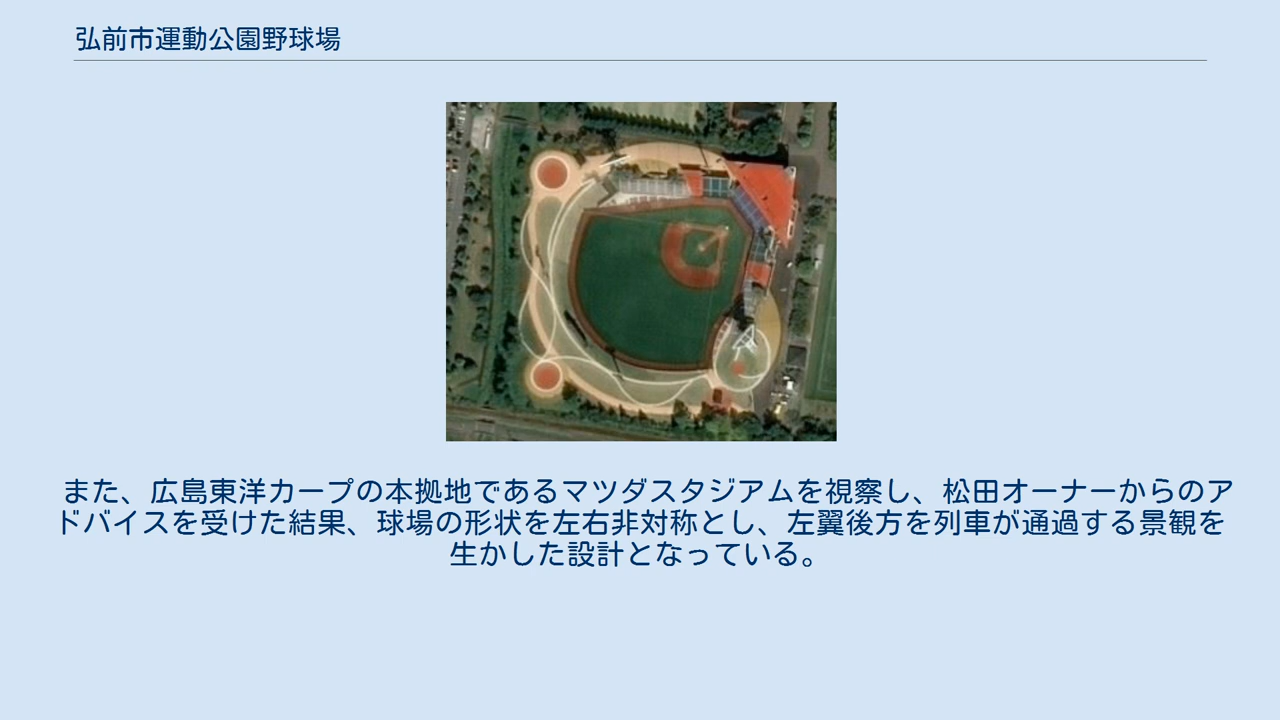 弘前市運動公園野球場
また、広島東洋カープの本拠地であるマツダスタジアムを視察し、松田オーナーからのア
ドバイスを受けた結果、球場の形状を左右非対称とし、左翼後方を列車が通過する景観を
生かした設計となっている。